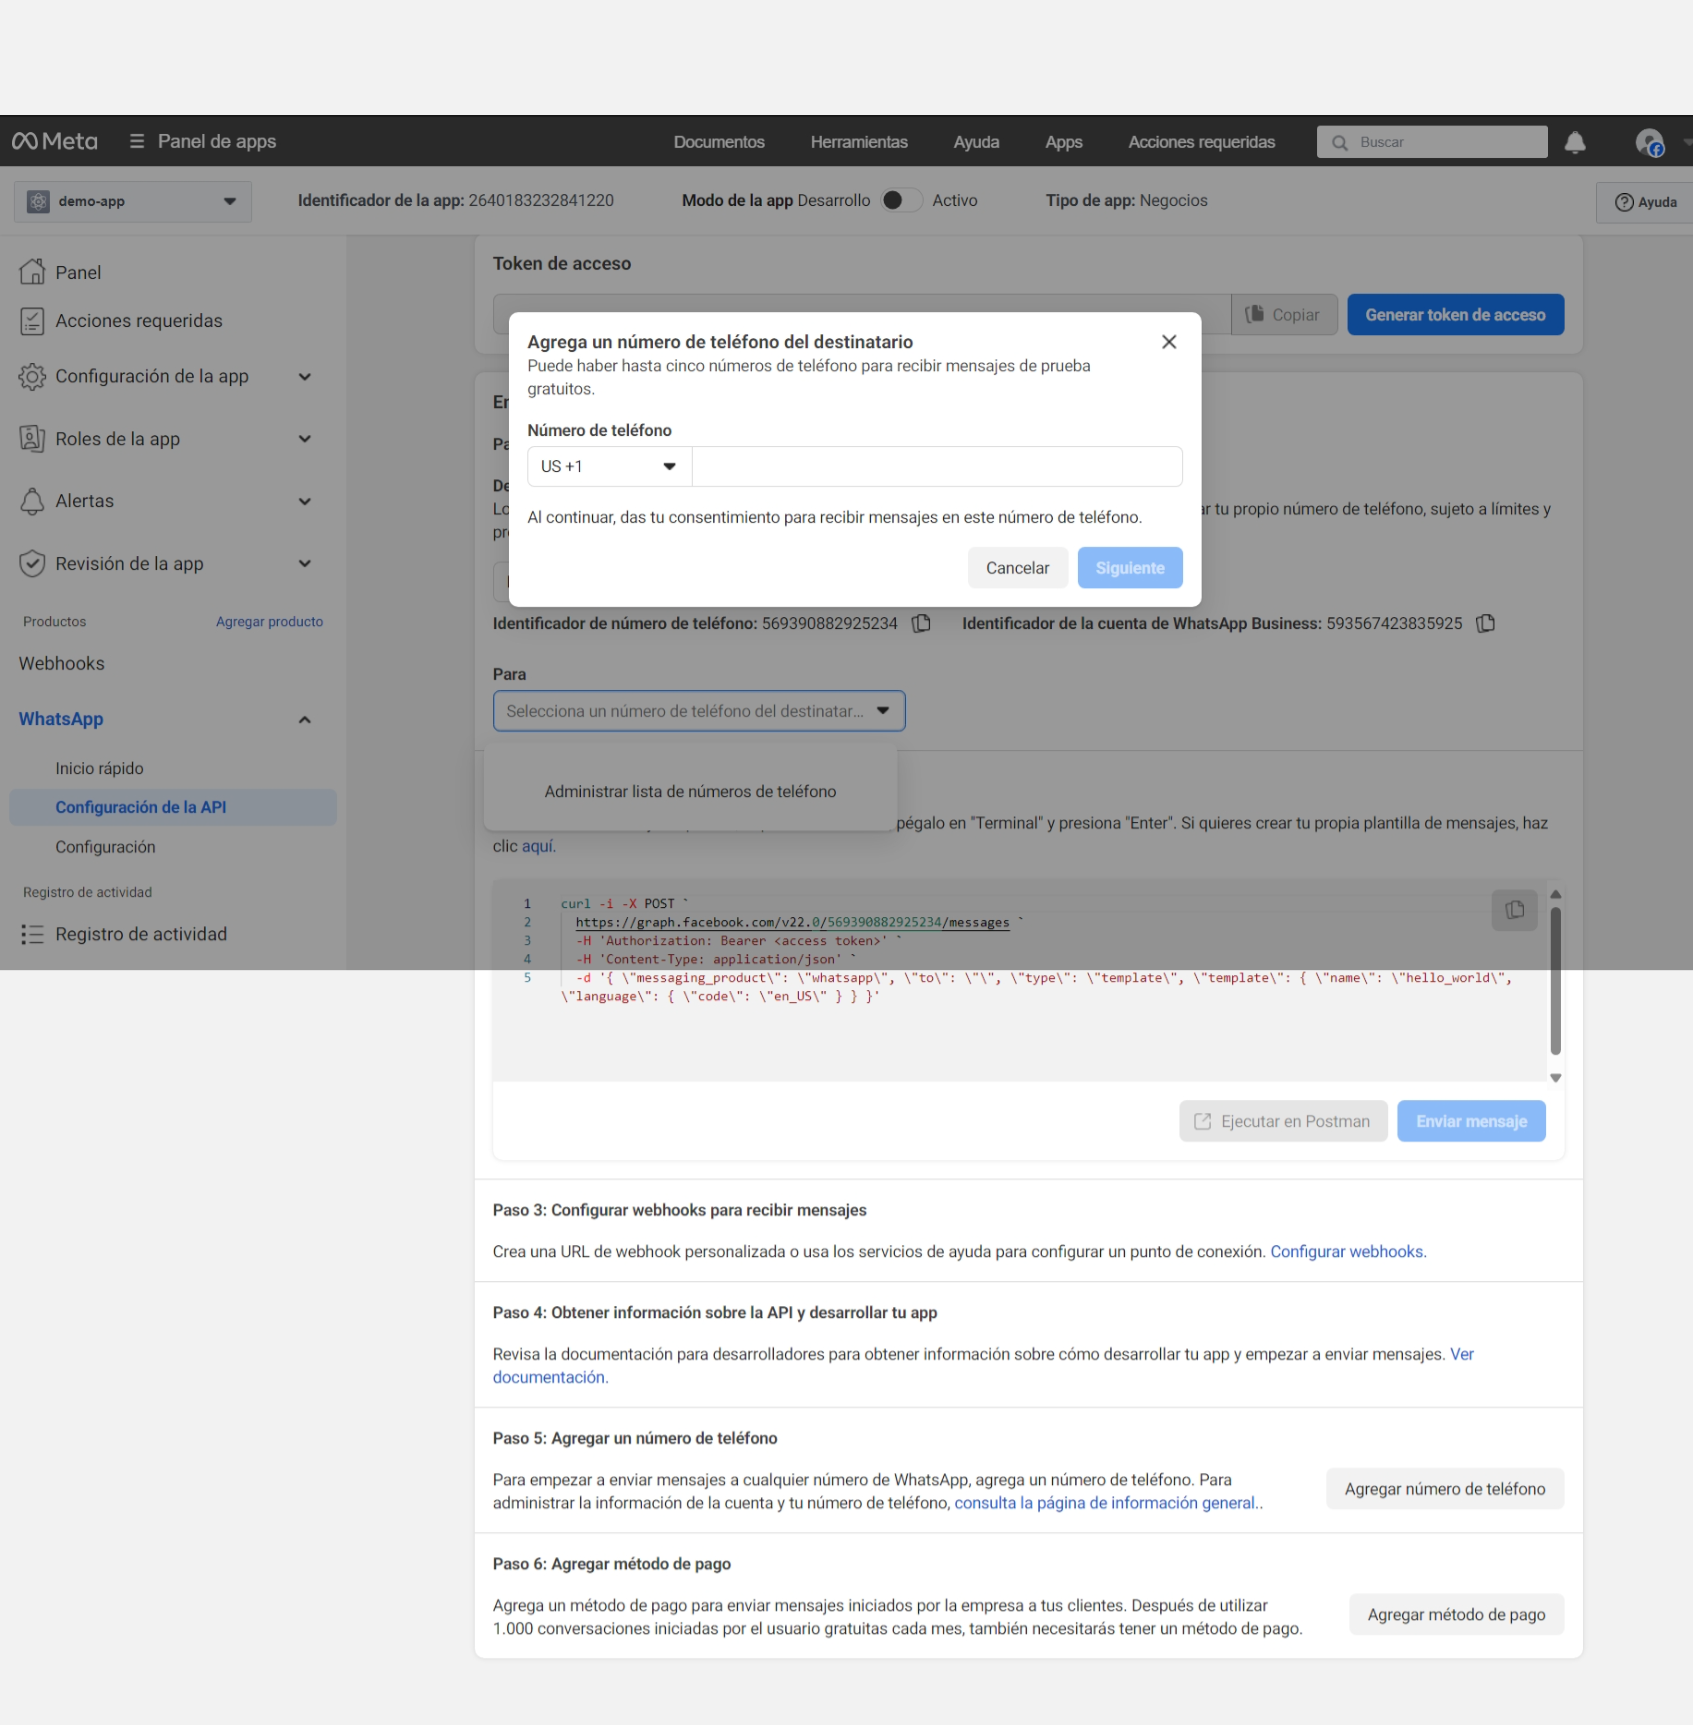 Meta
Panel de apps
Documentos
Herramientas
Ayuda
Apps
Acciones requeridas
Buscar
demo-app
Identificador de la app: 2640183232841220
Modo de la app Desarrollo
Activo
Tipo de app: Negocios
Ayuda
Panel
Acciones requeridas
Configuración de la app
Roles de la app
Alertas
Revisión de la app
Productos
Agregar producto
Webhooks
WhatsApp
Inicio rápido
Configuración de la API
Configuración
Registro de actividad
Registro de actividad
Token de acceso
Copiar
Generar token de acceso
Agrega un número de teléfono del destinatario
Puede haber hasta cinco números de teléfono para recibir mensajes de prueba
gratuitos.
Número de teléfono
US +1
Al continuar, das tu consentimiento para recibir mensajes en este número de teléfono.
Cancelar
Siguiente
tu propio número de teléfono, sujeto a límites y
Identificador de número de teléfono: 569390882925234
Identificador de la cuenta de WhatsApp Business: 593567423835925
Para
Selecciona un número de teléfono del destinatar...
Administrar lista de números de teléfono
pégalo en "Terminal" y presiona "Enter". Si quieres crear tu propia plantilla de mensajes, haz
clic aquí.
1 curl -i -X POST `
2 https://graph.facebook.com/v22.0/569390882925234/messages `
3 -H 'Authorization: Bearer <access token>' `
4 -H 'Content-Type: application/json' `
5 -d '{ \"messaging_product\": \"whatsapp\", \"to\": \"\", \"type\": \"template\", \"template\": { \"name\": \"hello_world\",
\"language\": { \"code\": \"en_US\" } } }'
Ejecutar en Postman
Enviar mensaje
Paso 3: Configurar webhooks para recibir mensajes
Crea una URL de webhook personalizada o usa los servicios de ayuda para configurar un punto de conexión. Configurar webhooks.
Paso 4: Obtener información sobre la API y desarrollar tu app
Revisa la documentación para desarrolladores para obtener información sobre cómo desarrollar tu app y empezar a enviar mensajes. Ver
documentación.
Paso 5: Agregar un número de teléfono
Para empezar a enviar mensajes a cualquier número de WhatsApp, agrega un número de teléfono. Para
administrar la información de la cuenta y tu número de teléfono, consulta la página de información general..
Agregar número de teléfono
Paso 6: Agregar método de pago
Agrega un método de pago para enviar mensajes iniciados por la empresa a tus clientes. Después de utilizar
1.000 conversaciones iniciadas por el usuario gratuitas cada mes, también necesitarás tener un método de pago.
Agregar método de pago